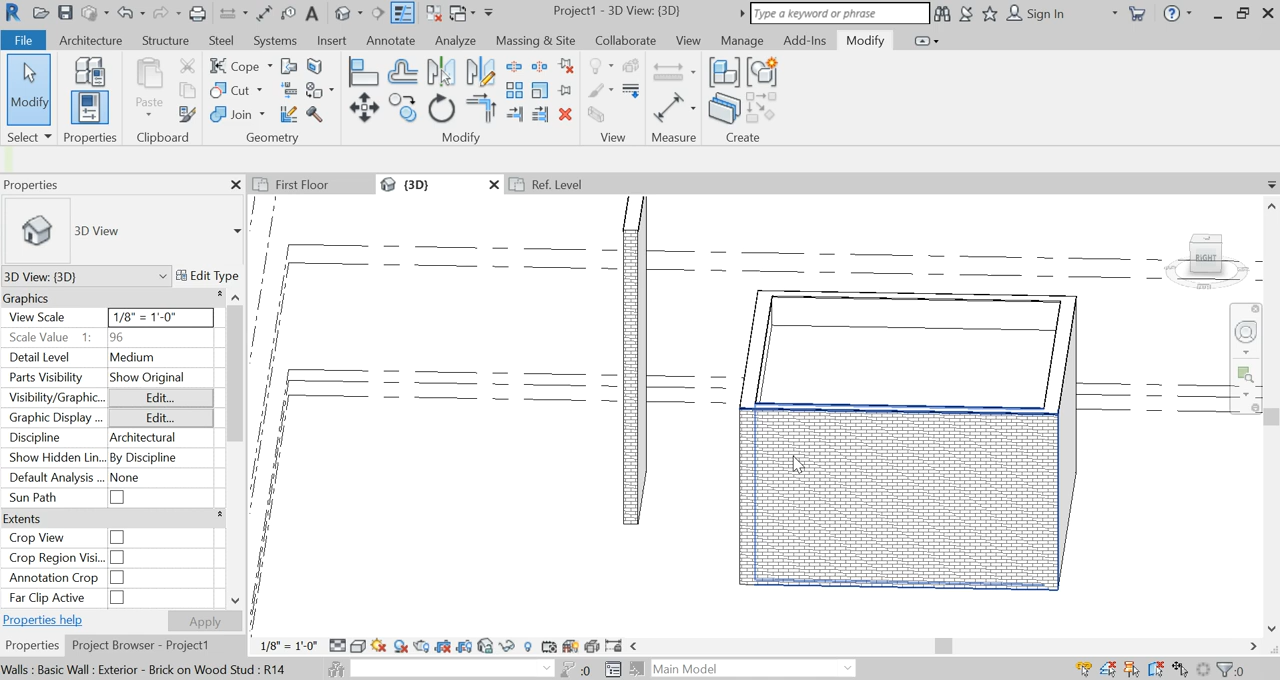 Project1 - 3D View: {3D}
Type a keyword or phrase
Sign In
File
Architecture
Structure
Steel
Systems
Insert
Annotate
Analyze
Massing & Site
Collaborate
View
Manage
Add-Ins
Modify
Modify
Paste
Cope
Cut
Join
Select
Properties
Clipboard
Geometry
Modify
View
Measure
Create
Properties
First Floor
{3D}
Ref. Level
3D View
3D View: {3D}
Edit Type
Graphics
View Scale
1/8" = 1'-0"
Scale Value 1:
96
Detail Level
Medium
Parts Visibility
Show Original
Visibility/Graphic...
Edit...
Graphic Display ...
Edit...
Discipline
Architectural
Show Hidden Lin...
By Discipline
Default Analysis ...
None
Sun Path
Extents
Crop View
Crop Region Visi...
Annotation Crop
Far Clip Active
Properties help
Apply
RIGHT
Properties
Project Browser - Project1
1/8" = 1'-0"
Walls : Basic Wall : Exterior - Brick on Wood Stud : R14
:0
Main Model
:0